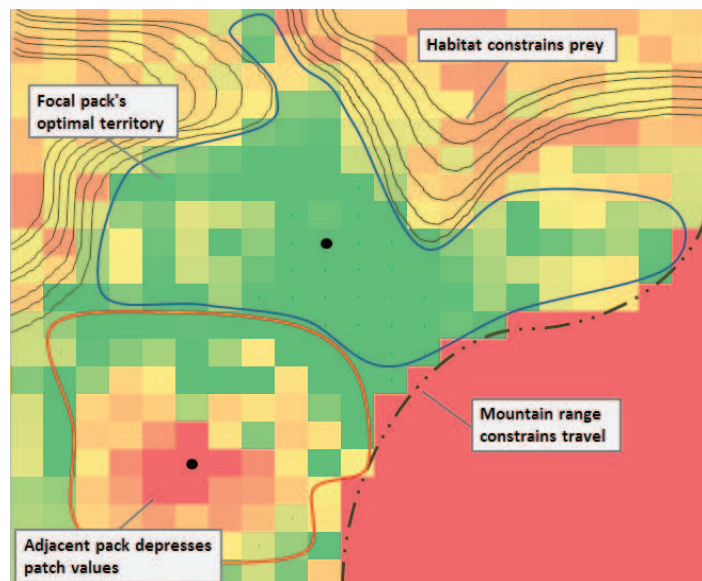 Habitat constrains prey
Focal pack's
optimal territory
Mountain range
constrains travel
Adjacent pack depresses
patch values